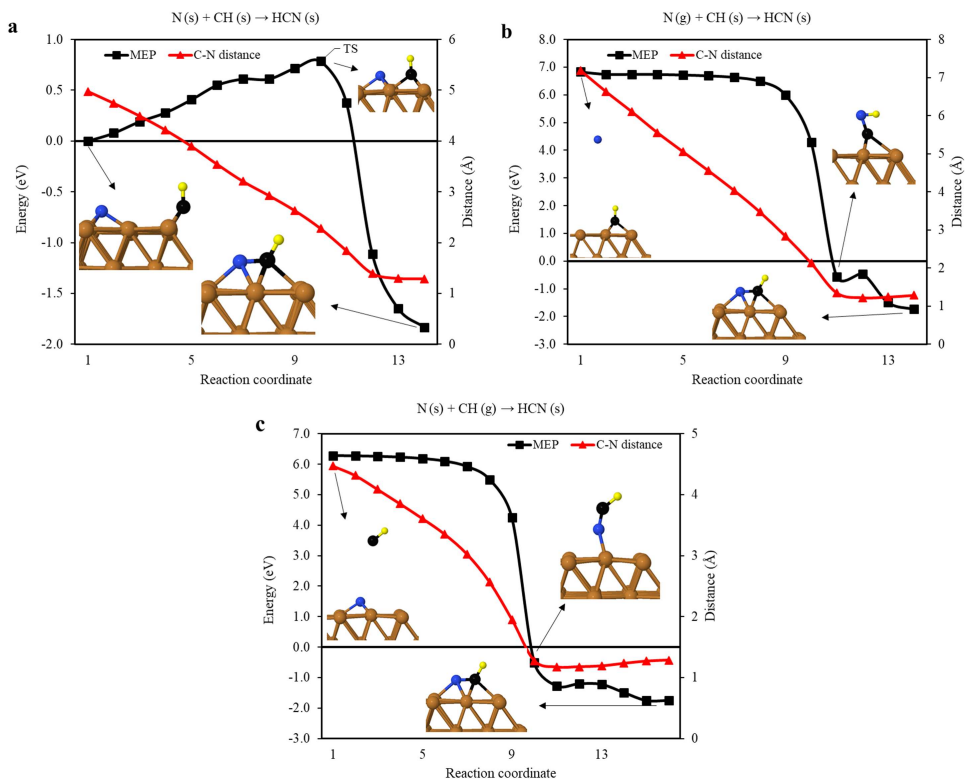 N (s) + CH (s) → HCN (s)
a
MEP
C-N distance
TS
Energy (eV)
1.0
0.5
0.0
-0.5
-1.0
-1.5
-2.0
Distance (Å)
6
5
4
3
2
1
0
1
5
9
13
Reaction coordinate
N (g) + CH (s) → HCN (s)
b
MEP
C-N distance
Energy (eV)
8.0
7.0
6.0
5.0
4.0
3.0
2.0
1.0
0.0
-1.0
-2.0
-3.0
Distance (Å)
8
7
6
5
4
3
2
1
0
1
5
9
13
Reaction coordinate
N (s) + CH (g) → HCN (s)
c
MEP
C-N distance
Energy (eV)
7.0
6.0
5.0
4.0
3.0
2.0
1.0
0.0
-1.0
-2.0
-3.0
Distance (Å)
5
4
3
2
1
0
1
5
9
13
Reaction coordinate